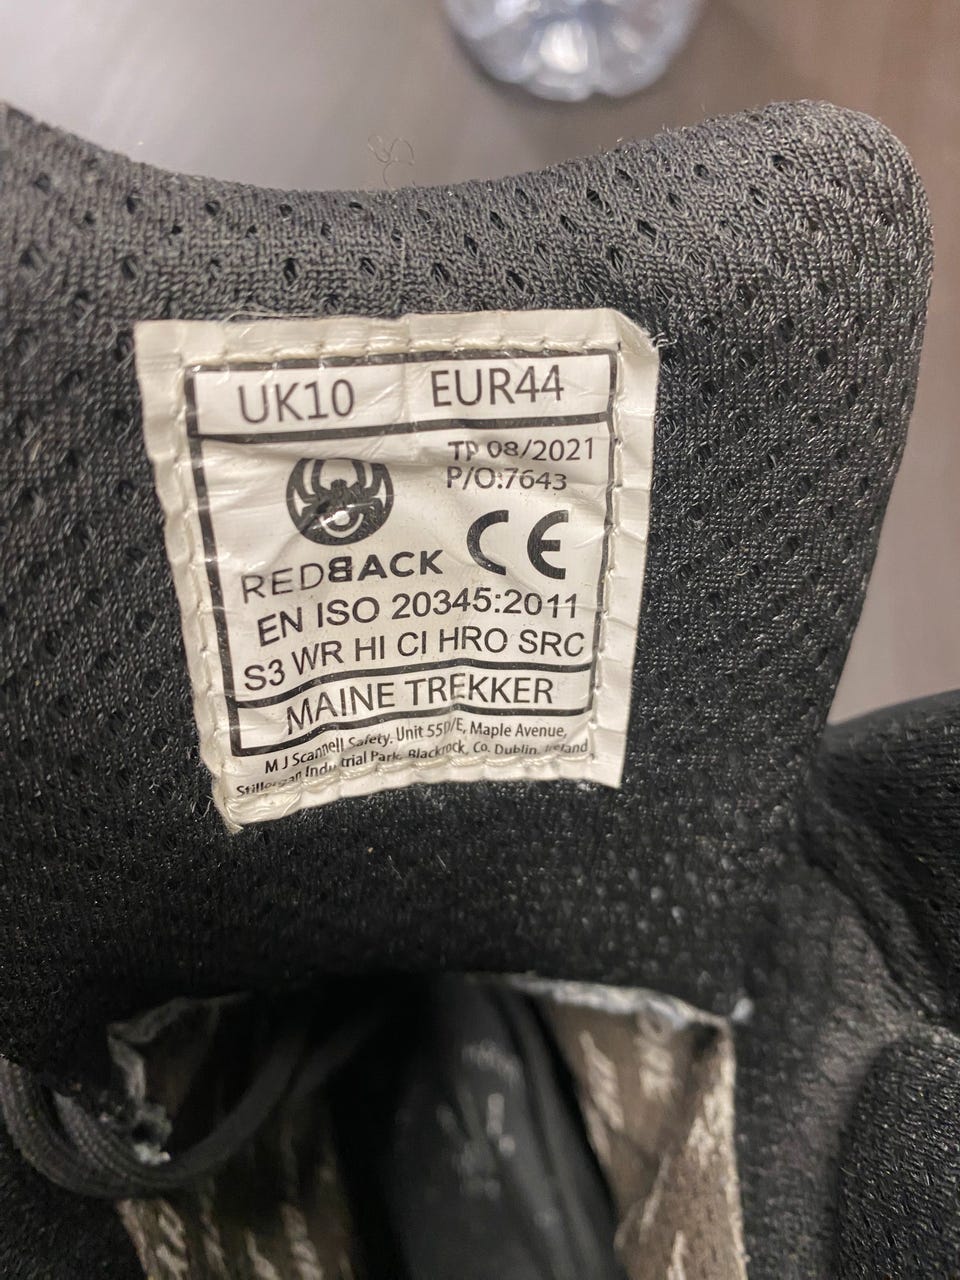 UK10 EUR44
TP 08/2021
P/O:7643
CE
REDBACK
EN ISO 20345:2011
S3 WR HI CI HRO SRC
MAINE TREKKER
M J Scannell Safety. Unit 55D/E, Maple Avenue,
Stillorgan Industrial Park, Blackrock, Co. Dublin. Ireland